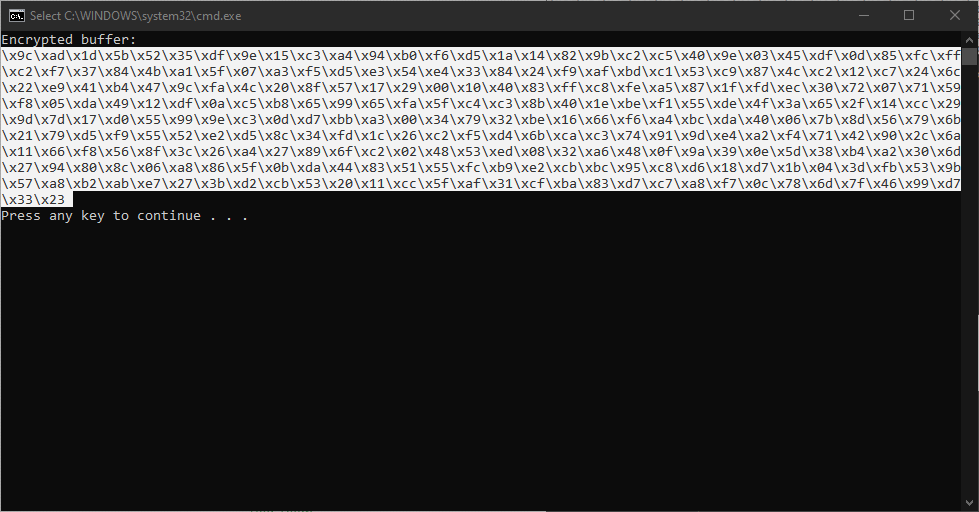 Select C:\WINDOWS\system32\cmd.exe
Encrypted buffer:
\x9c\xad\x1d\x5b\x52\x35\xdf\x9e\x15\xc3\xa4\x94\xb0\xf6\xd5\x1a\x14\x82\x9b\xc2\xc5\x40\x9e\x03\x45\xdf\x0d\x85\xfc\xff
\xc2\xf7\x37\x84\x4b\xa1\x5f\x07\xa3\xf5\xd5\xe3\x54\xe4\x33\x84\x24\xf9\xaf\xbd\xc1\x53\xc9\x87\x4c\xc2\x12\xc7\x24\x6c
\x22\xe9\x41\xb4\x47\x9c\xfa\x4c\x20\x8f\x57\x17\x29\x00\x10\x40\x83\xff\xc8\xfe\xa5\x87\x1f\xfd\xec\x30\x72\x07\x71\x59
\xf8\x05\xda\x49\x12\xdf\x0a\xc5\xb8\x65\x99\x65\xfa\x5f\xc4\xc3\x8b\x40\x1e\xbe\xf1\x55\xde\x4f\x3a\x65\x2f\x14\xcc\x29
\x9d\x7d\x17\xd0\x55\x99\x9e\xc3\x0d\xd7\xbb\xa3\x00\x34\x79\x32\xbe\x16\x66\xf6\xa4\xbc\xda\x40\x06\x7b\x8d\x56\x79\x6b
\x21\x79\xd5\xf9\x55\x52\xe2\xd5\x8c\x34\xfd\x1c\x26\xc2\xf5\xd4\x6b\xca\xc3\x74\x91\x9d\xe4\xa2\xf4\x71\x42\x90\x2c\x6a
\x11\x66\xf8\x56\x8f\x3c\x26\xa4\x27\x89\x6f\xc2\x02\x48\x53\xed\x08\x32\xa6\x48\x0f\x9a\x39\x0e\x5d\x38\xb4\xa2\x30\x6d
\x27\x94\x80\x8c\x06\xa8\x86\x5f\x0b\xda\x44\x83\x51\x55\xfc\xb9\xe2\xcb\xbc\x95\xc8\xd6\x18\xd7\x1b\x04\x3d\xfb\x53\x9b
\x57\xa8\xb2\xab\xe7\x27\x3b\xd2\xcb\x53\x20\x11\xcc\x5f\xaf\x31\xcf\xba\x83\xd7\xc7\xa8\xf7\x0c\x78\x6d\x7f\x46\x99\xd7
\x33\x23
Press any key to continue . . .